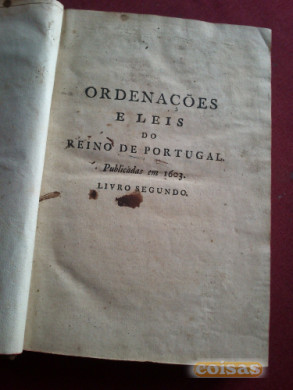 ORDENAÇÕES
E LEIS
DO
REINO DE PORTUGAL.
Publicadas em 1603.
LIVRO SEGUNDO.
coisas